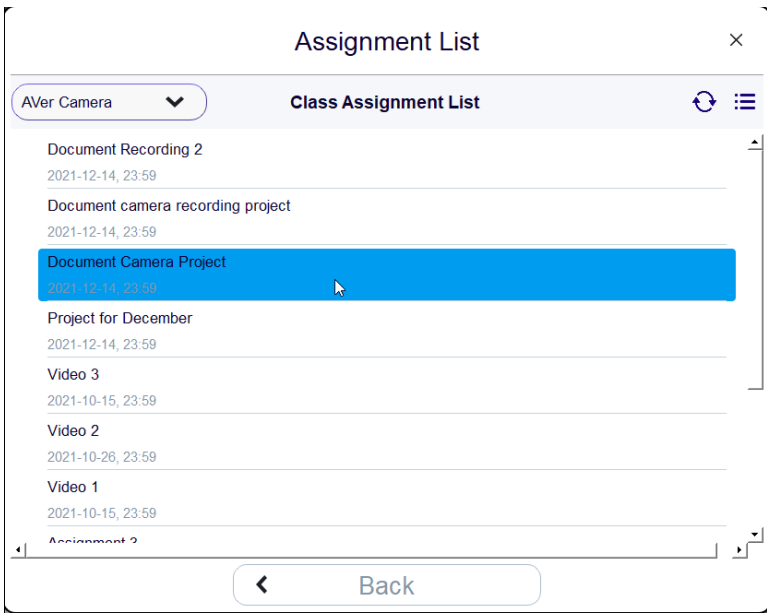 Assignment List
AVer Camera
Class Assignment List
Document Recording 2
2021-12-14, 23:59
Document camera recording project
2021-12-14, 23:59
Document Camera Project
2021-12-14, 23:59
Project for December
2021-12-14, 23:59
Video 3
2021-10-15, 23:59
Video 2
2021-10-26, 23:59
Video 1
2021-10-15, 23:59
Assignment 3
Back